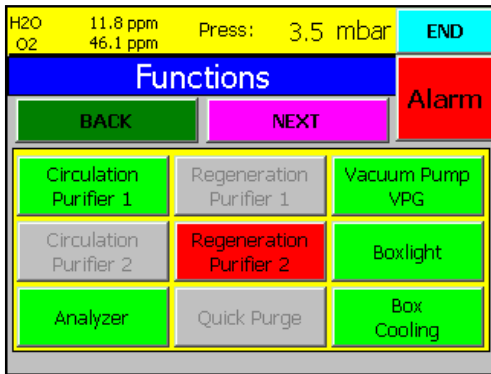 H2O 11.8 ppm Press: 3.5 mbar END
O2 46.1 ppm
Functions
Alarm
BACK NEXT
Circulation Regeneration Vacuum Pump
Purifier 1 Purifier 1 VPG
Circulation Regeneration Boxlight
Purifier 2 Purifier 2
Analyzer Quick Purge Box
Cooling